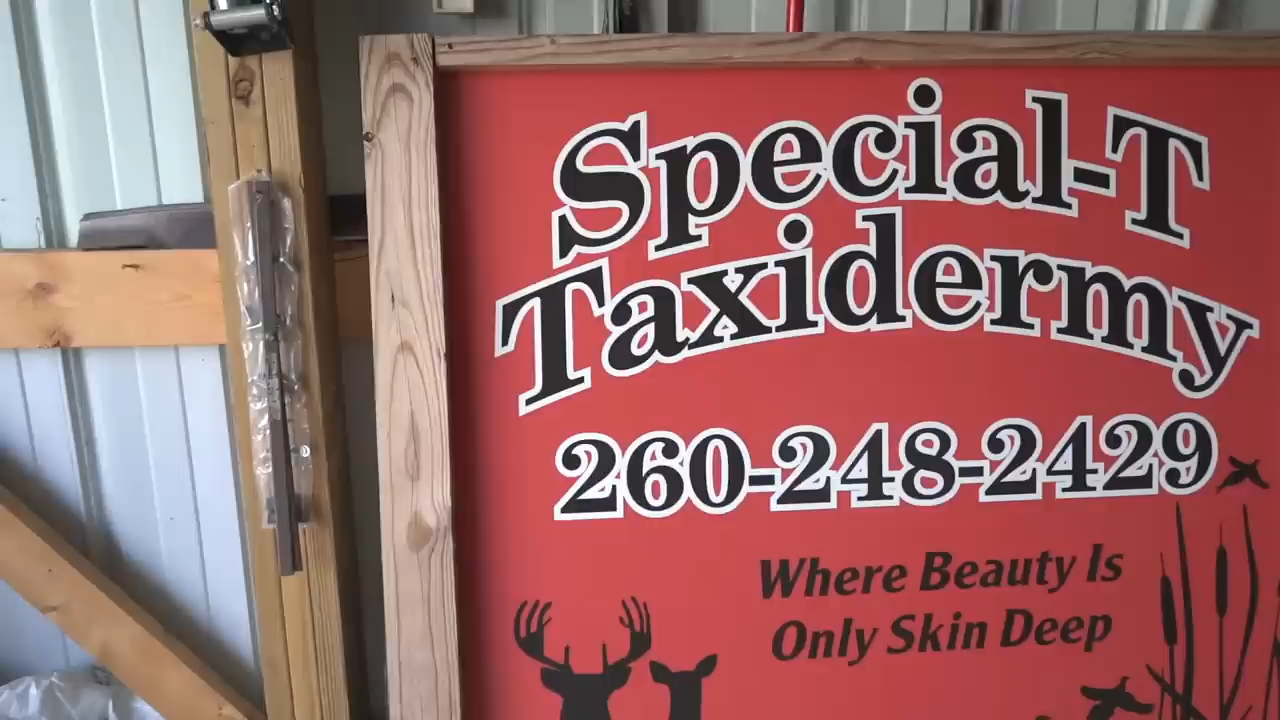 Special-T
Taxidermy
260-248-2429
Where Beauty Is
Only Skin Deep